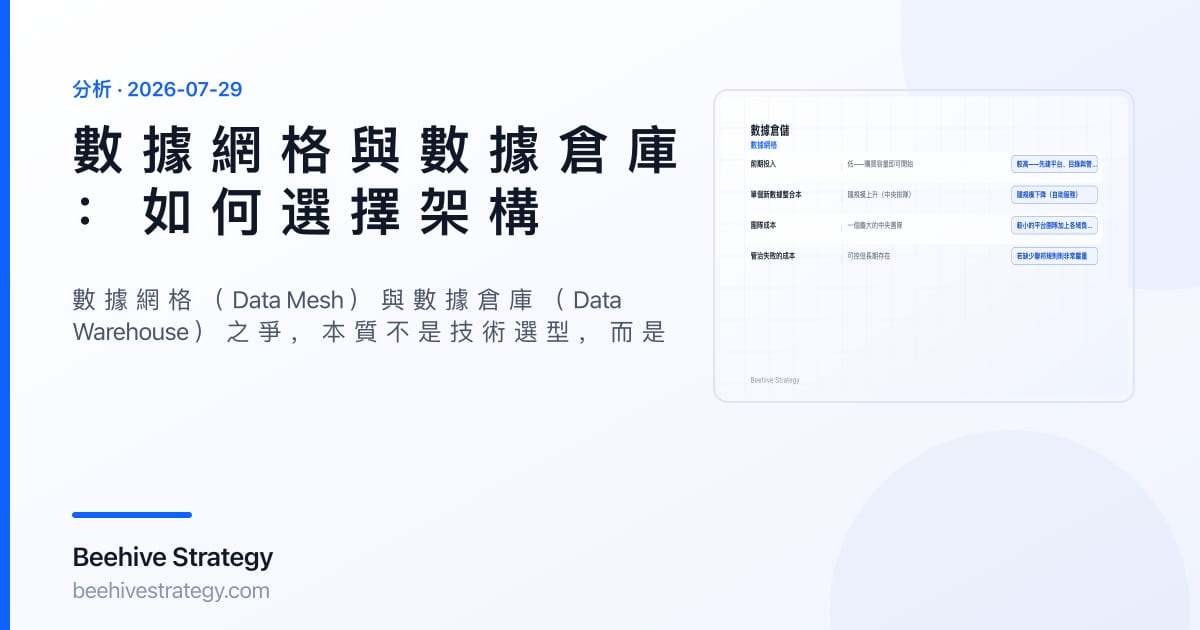 分析 · 2026-07-29
數據網格與數據倉庫
：如何選擇架構
數據網格（Data Mesh）與數據倉庫（Data
Warehouse）之爭，本質不是技術選型，而是
數據倉儲
數據網格
前期投入 低——購買容量即可開始 較高——先建平台、目錄與管…
單個新數據整合本 隨規模上升（中央排隊） 隨規模下降（自助服務）
團隊成本 一個龐大的中央團隊 較小的平台團隊加上各域負…
管治失敗的成本 可控但長期存在 若缺少聯邦規則則非常嚴重
Beehive Strategy
Beehive Strategy
beehivestrategy.com